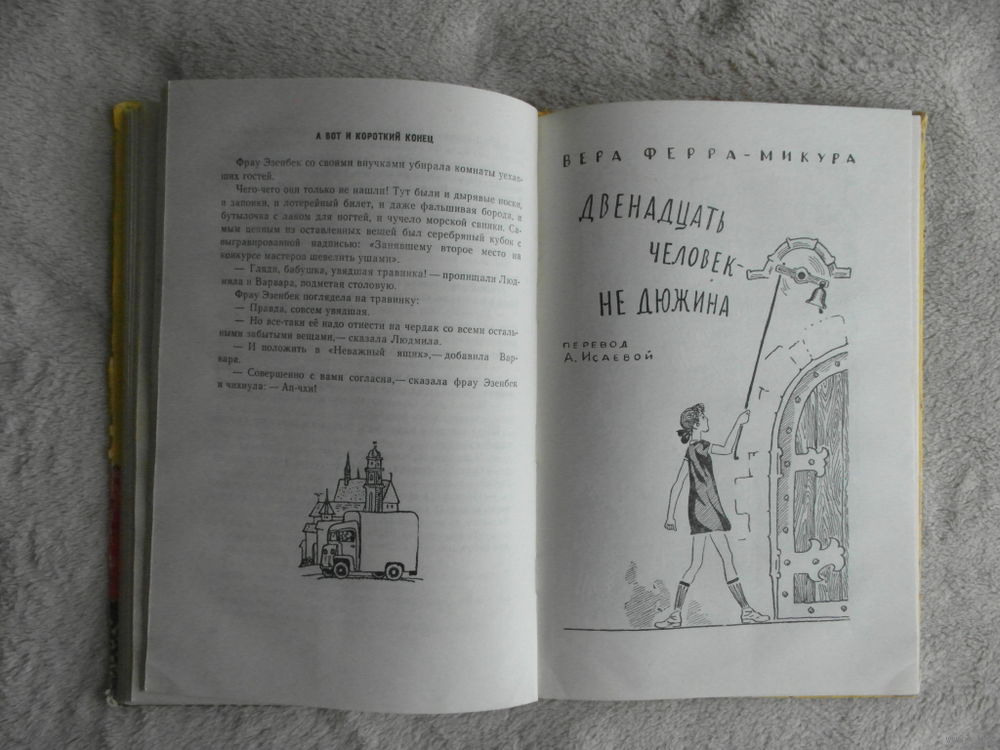 А ВОТ И КОРОТКИЙ КОНЕЦ
Фрау Эзенбек со своими внучками убирала комнаты уехав-
ших гостей.
Чего-чего они только не нашли! Тут были и дырявые носки,
и запонки, и лотерейный билет, и даже фальшивая борода, и
бутылочка с лаком для ногтей, и чучело морской свинки. Са-
мым ценным из оставленных вещей был серебряный кубок с
выгравированной надписью: «Занявшему второе место на
конкурсе мастеров шевелить ушами».
— Гляди, бабушка, увядшая травинка! — пропищали Люд-
мила и Варвара, подметая столовую.
Фрау Эзенбек поглядела на травинку:
— Правда, совсем увядшая.
— Но все-таки её надо отнести на чердак со всеми осталь-
ными забытыми вещами,— сказала Людмила.
— И положить в «Неважный ящик»,— добавила Вар-
вара.
— Совершенно с вами согласна,— сказала фрау Эзенбек
и чихнула: — Ап-чхи!
ВЕРА ФЕРРА-МИКУРА
ДВЕНАДЦАТЬ
ЧЕЛОВЕК-
НЕ ДЮЖИНА
ПЕРЕВОД
А. ИСАЕВОЙ